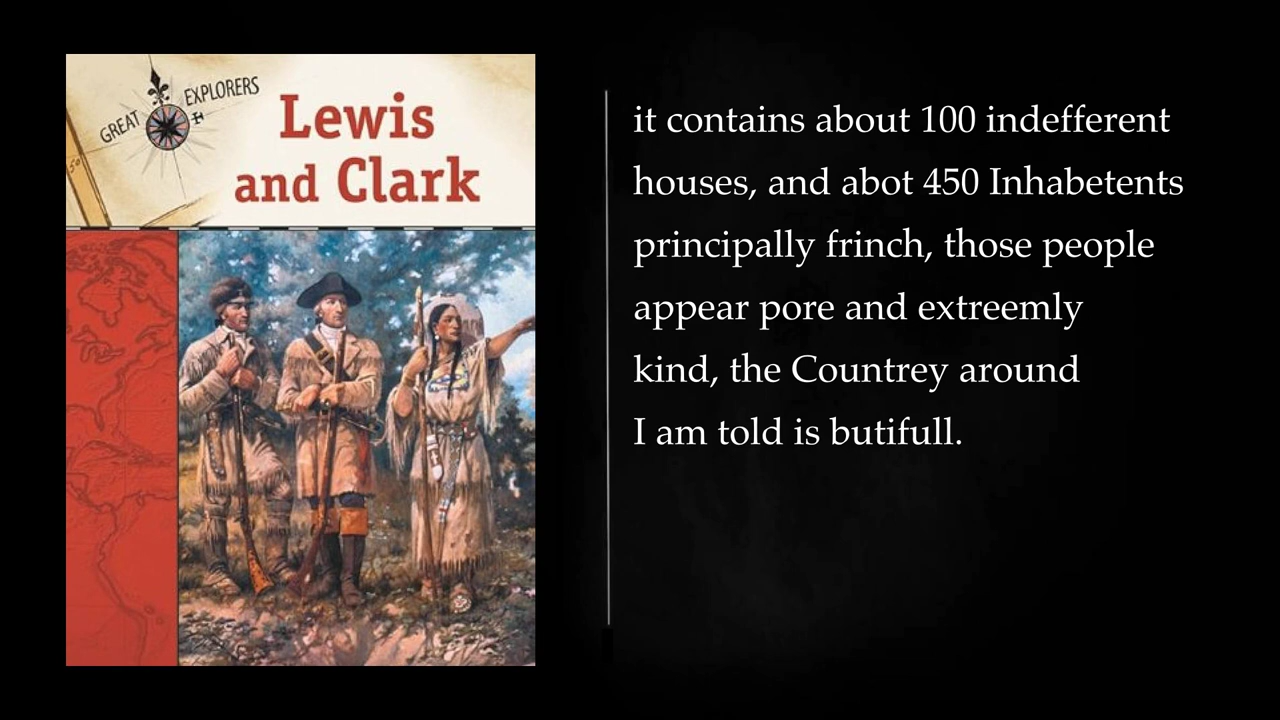 GREAT EXPLORERS
Lewis
and Clark
50
it contains about 100 indefferent
houses, and abot 450 Inhabetents
principally frinch, those people
appear pore and extreemly
kind, the Countrey around
I am told is butifull.